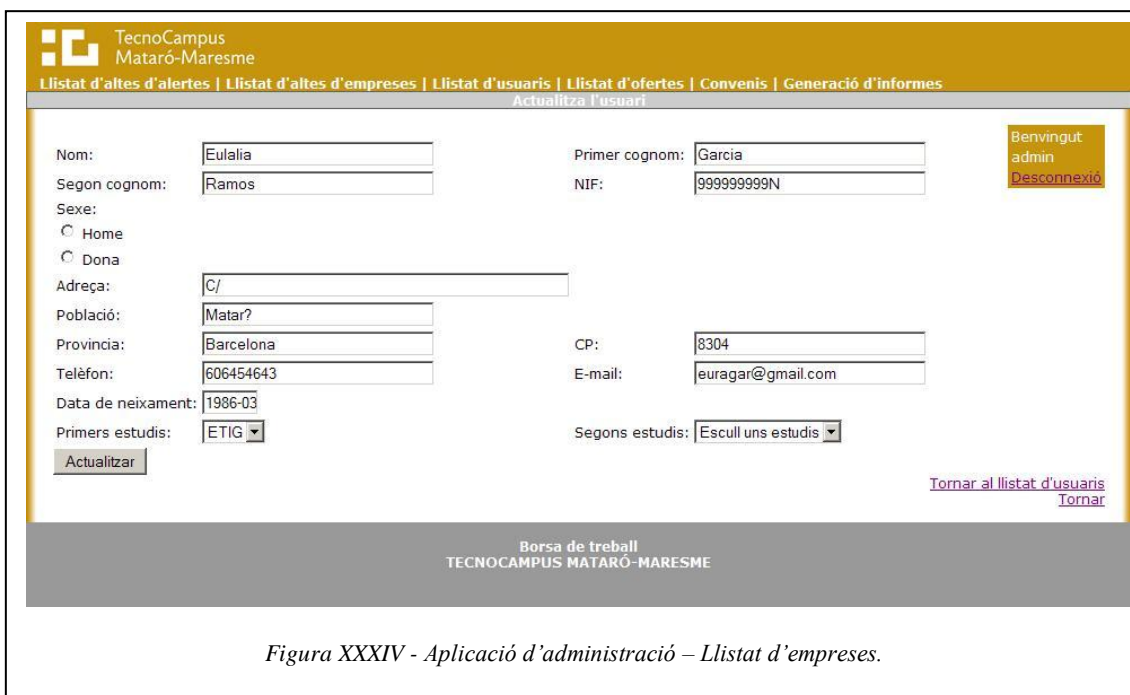 TecnoCampus
Mataró-Maresme
Llistat d'altes d'alertes | Llistat d'altes d'empreses | Llistat d'usuaris | Llistat d'ofertes | Convenis | Generació d'informes
Actualitza l'usuari
Benvingut
admin
Desconnexió
Nom: Eulalia Primer cognom: Garcia
Segon cognom: Ramos NIF: 999999999N
Sexe:
Home
Dona
Adreça: C/
Població: Matar?
Provincia: Barcelona CP: 8304
Telèfon: 606454643 E-mail: euragar@gmail.com
Data de neixament: 1986-03
Primers estudis: ETIG Segons estudis: Escull uns estudis
Actualitzar
Tornar al llistat d'usuaris
Tornar
Borsa de treball
TECNOCAMPUS MATARÓ-MARESME
Figura XXXIV - Aplicació d'administració – Llistat d'empreses.